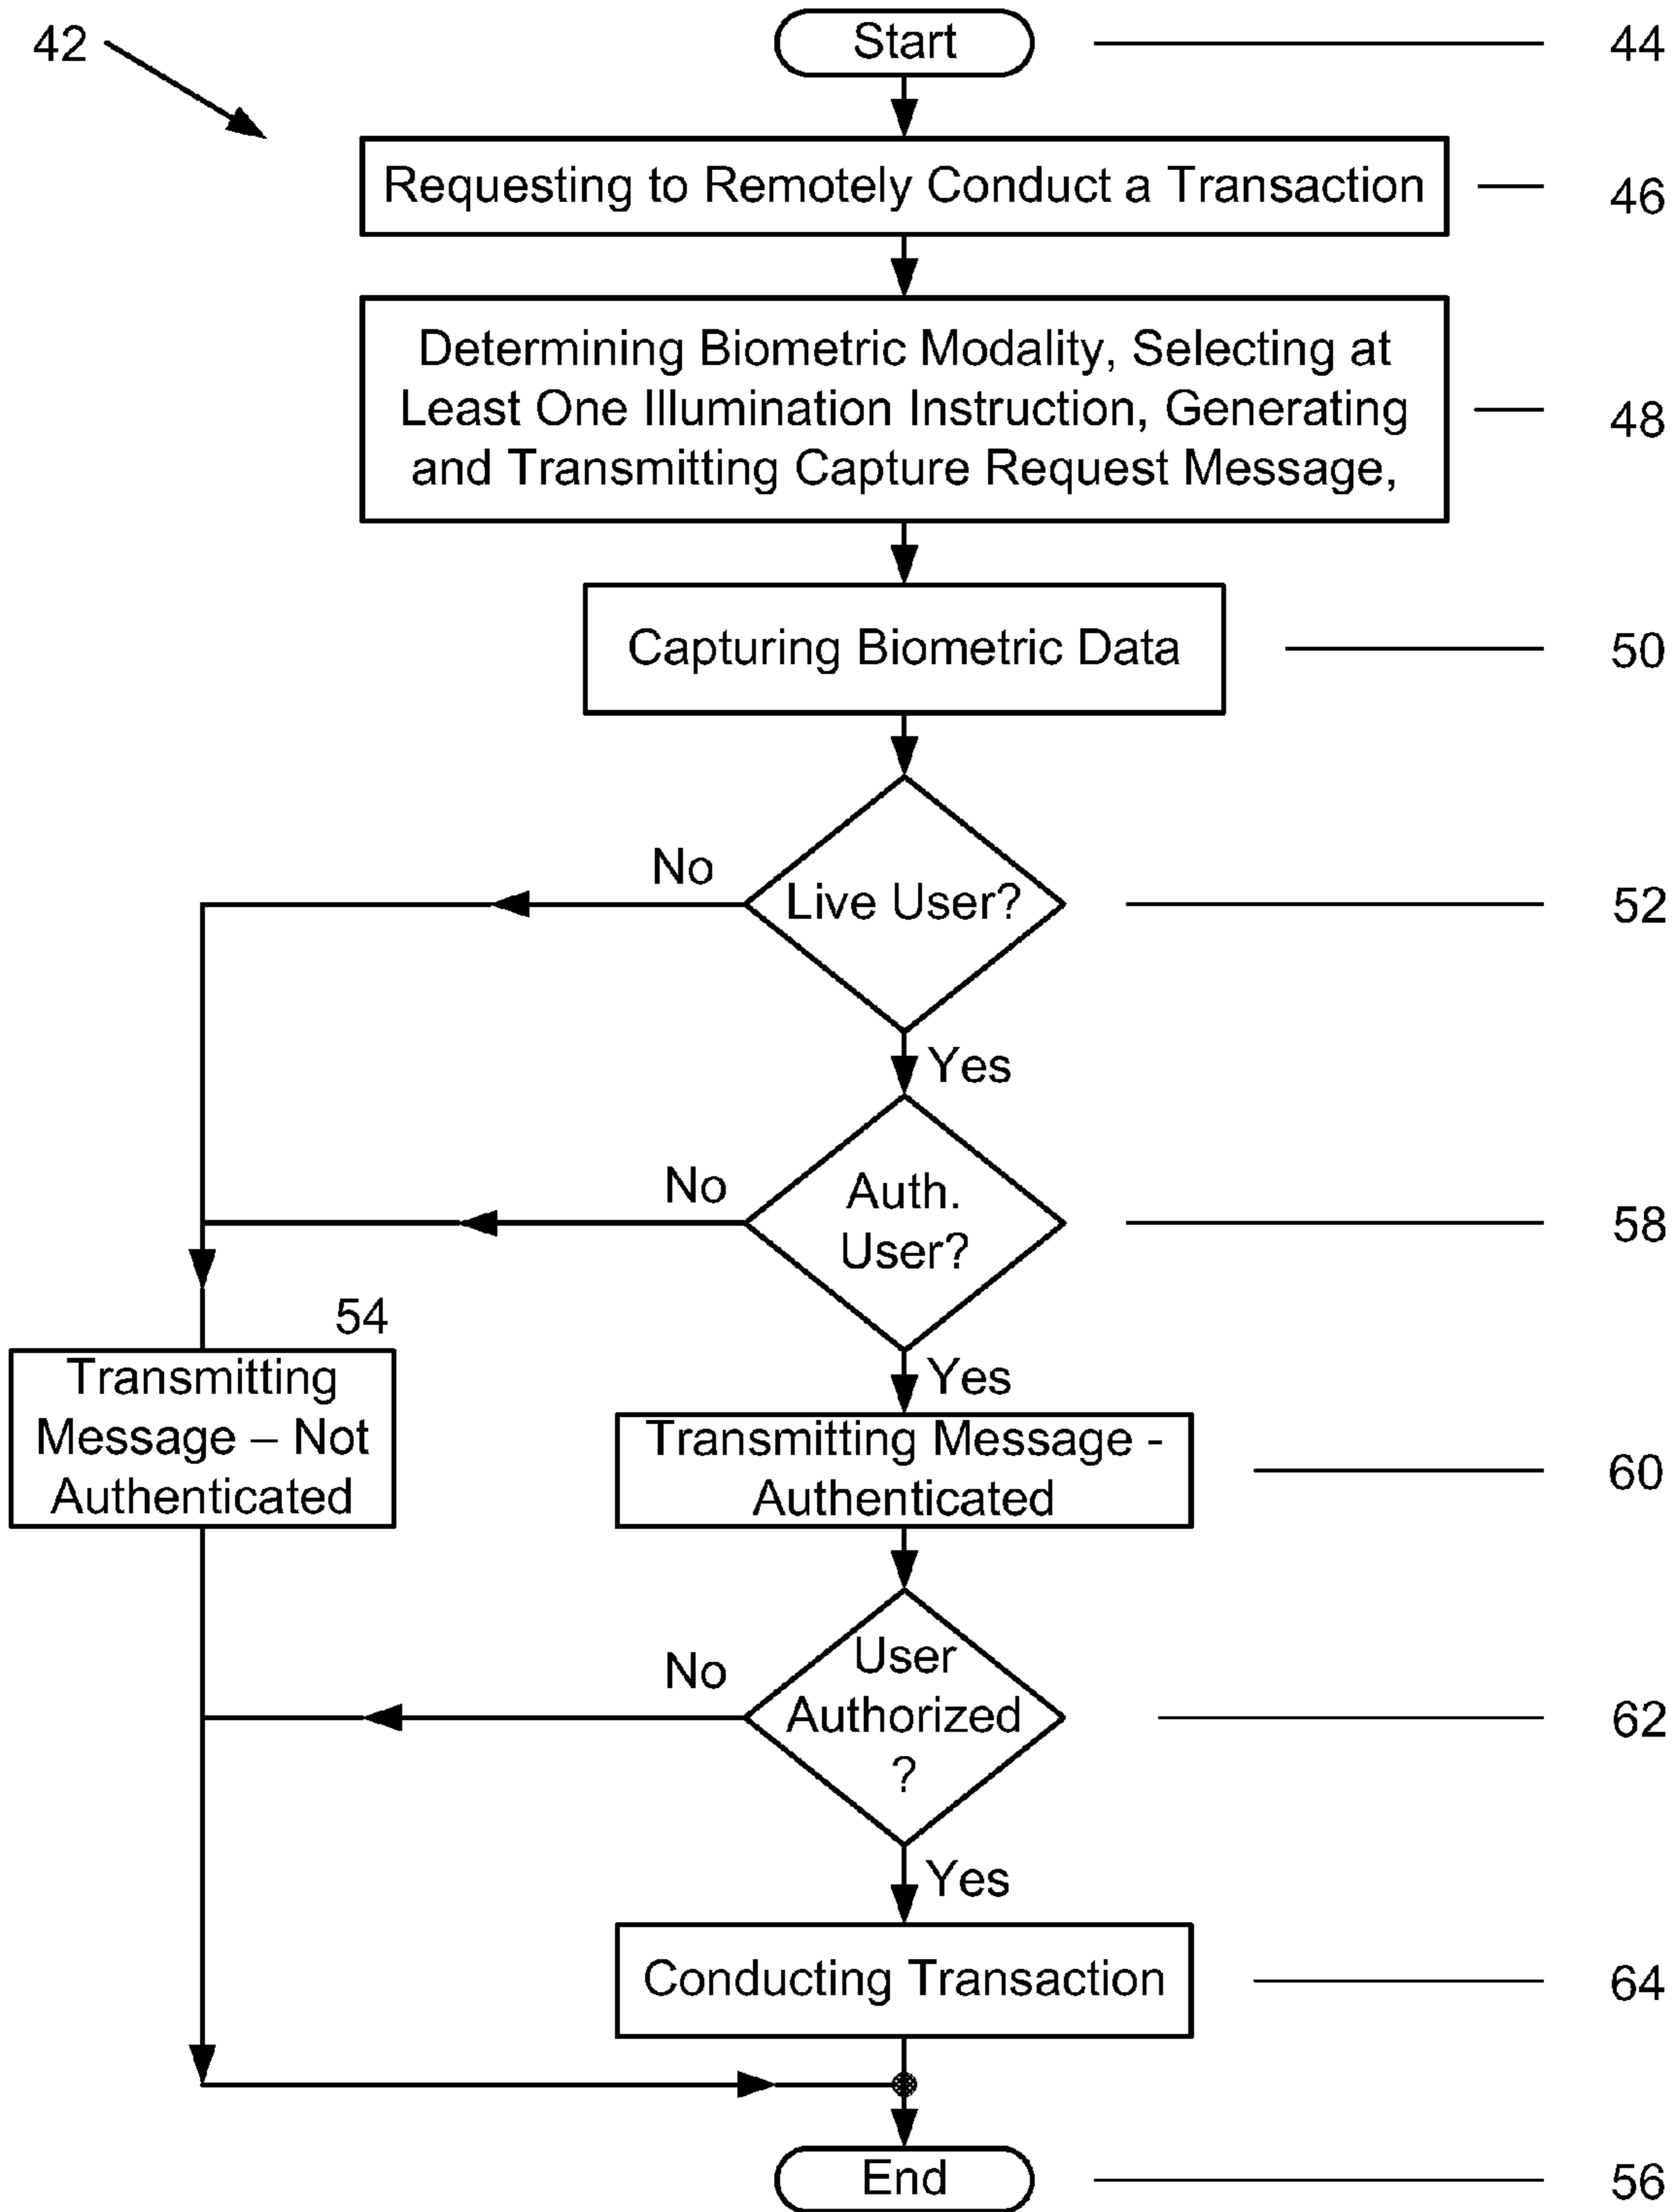 42
Start
44
Requesting to Remotely Conduct a Transaction
46
Determining Biometric Modality, Selecting at
Least One Illumination Instruction, Generating
and Transmitting Capture Request Message,
48
Capturing Biometric Data
50
No
Live User?
52
Yes
No
Auth.
User?
58
54
Transmitting
Message – Not
Authenticated
Yes
Transmitting Message -
Authenticated
60
No
User
Authorized
?
62
Yes
Conducting Transaction
64
End
56